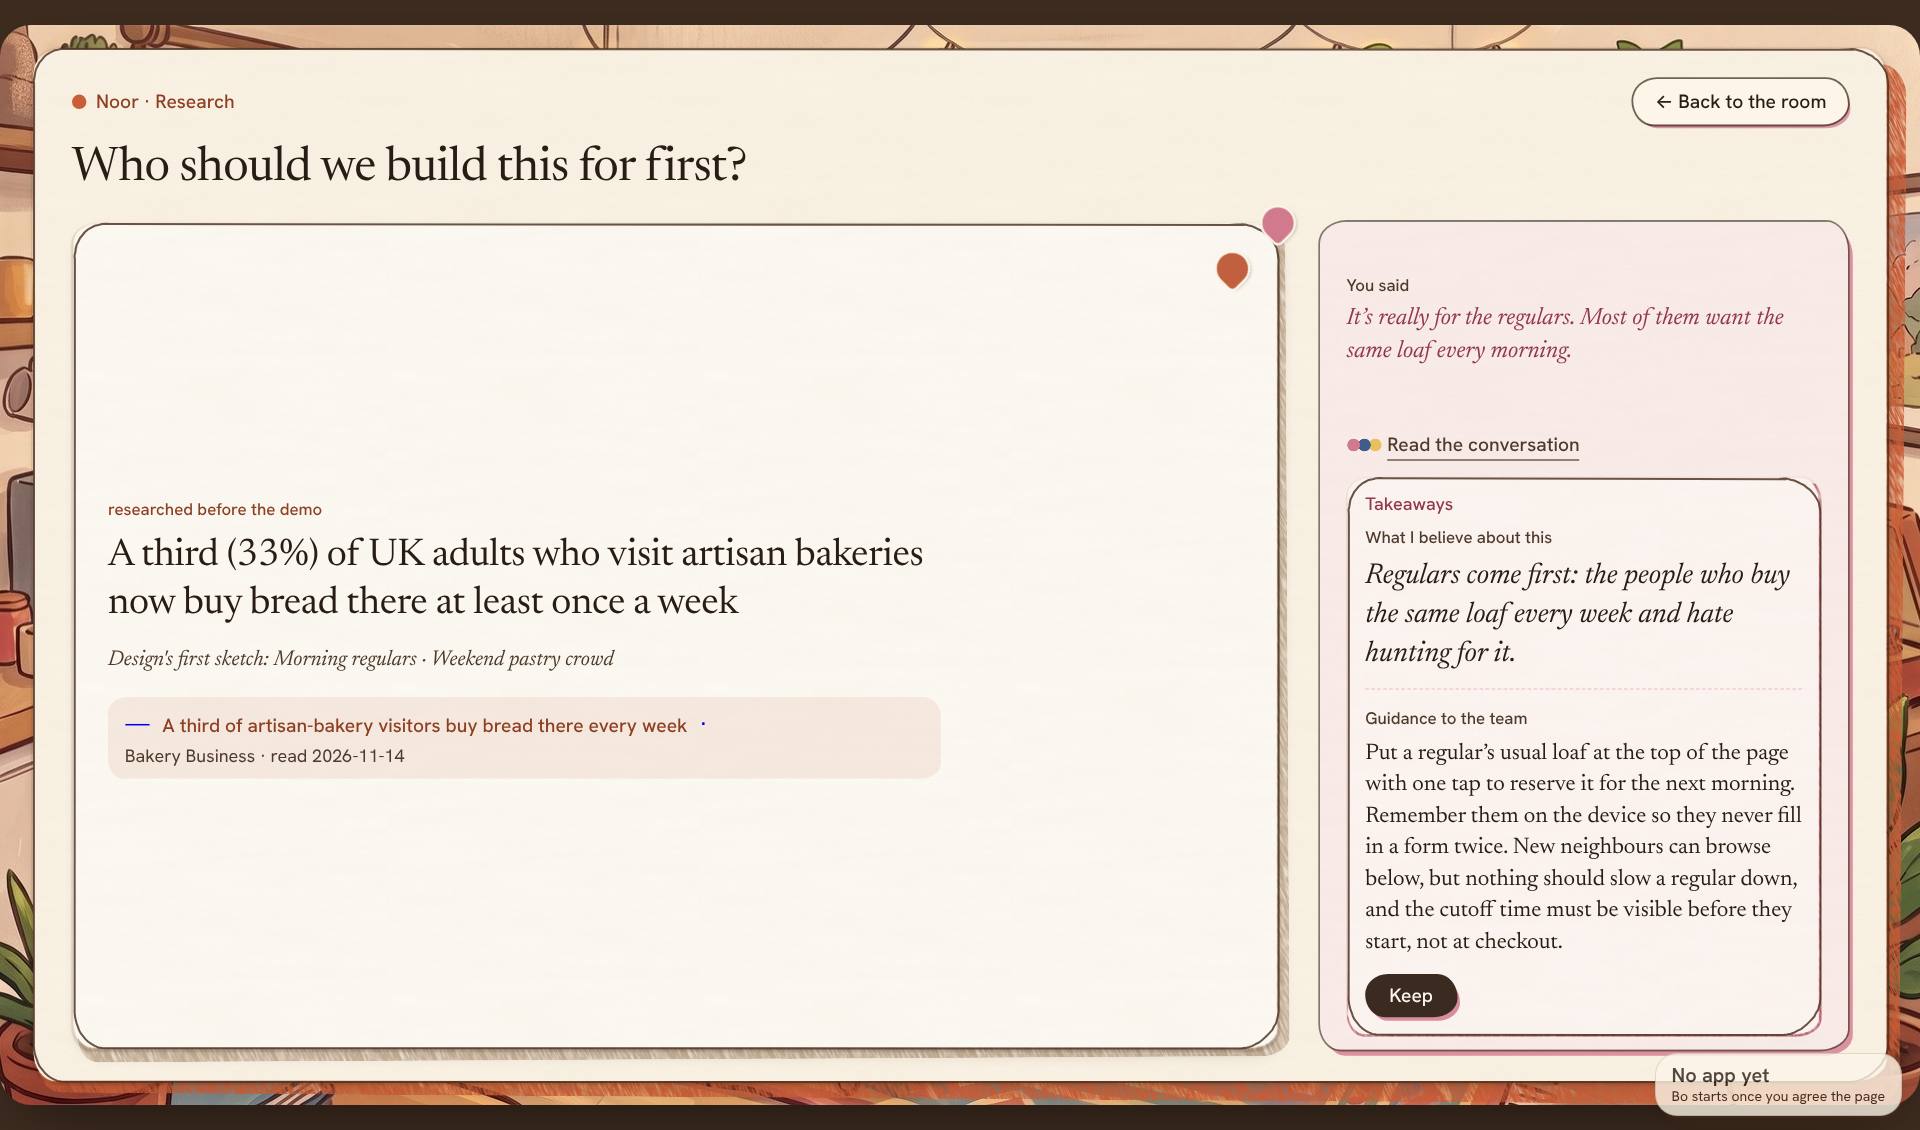 Noor · Research
← Back to the room
Who should we build this for first?
researched before the demo
A third (33%) of UK adults who visit artisan bakeries
now buy bread there at least once a week
Design's first sketch: Morning regulars · Weekend pastry crowd
— A third of artisan-bakery visitors buy bread there every week ·
Bakery Business · read 2026-11-14
You said
It’s really for the regulars. Most of them want the
same loaf every morning.
Read the conversation
Takeaways
What I believe about this
Regulars come first: the people who buy
the same loaf every week and hate
hunting for it.
Guidance to the team
Put a regular’s usual loaf at the top of the page
with one tap to reserve it for the next morning.
Remember them on the device so they never fill
in a form twice. New neighbours can browse
below, but nothing should slow a regular down,
and the cutoff time must be visible before they
start, not at checkout.
Keep
No app yet
Bo starts once you agree the page